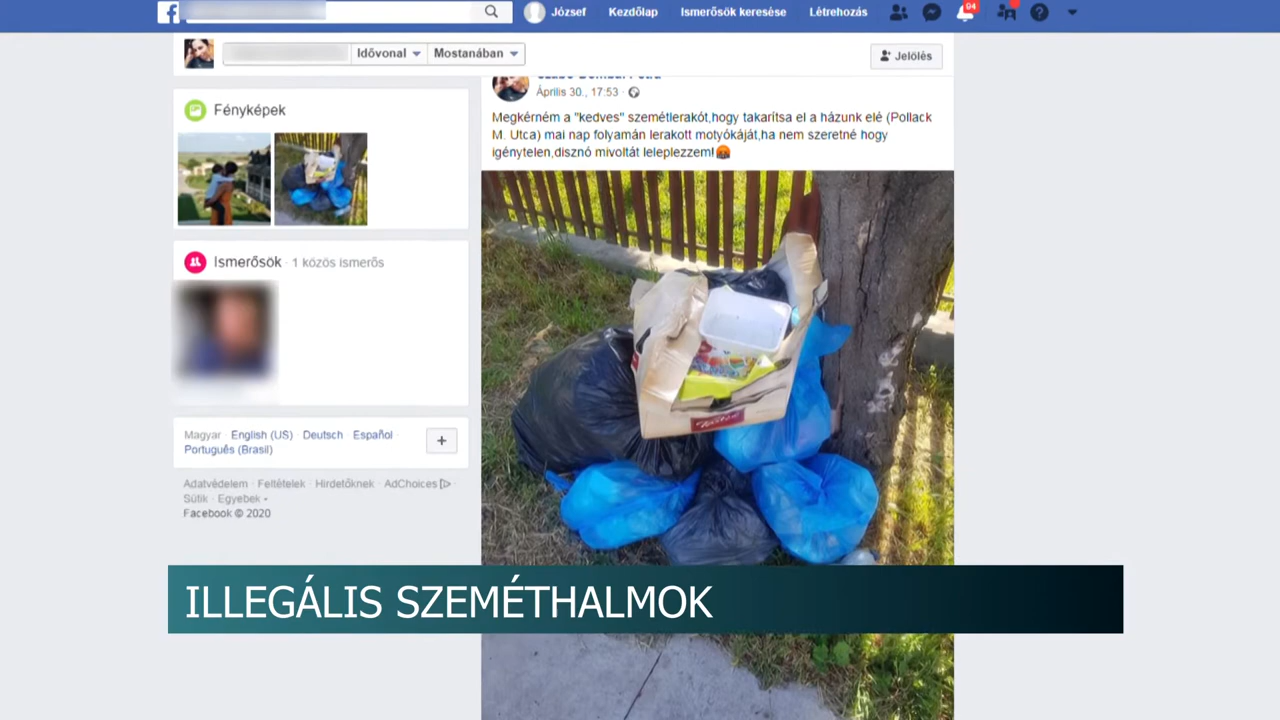 József Kezdőlap Ismerősök keresése Létrehozás 94
Idővonal Mostanában Jelölés
Fényképek
Április 30., 17:53
Megkérném a "kedves" szemétlerakót,hogy takarítsa el a házunk elé (Pollack
M. Utca) mai nap folyamán lerakott motyókáját,ha nem szeretné hogy
igénytelen,disznó mivoltát leleplezzem!
Ismerősök · 1 közös ismerős
Magyar · English (US) · Deutsch · Español ·
Português (Brasil)
Adatvédelem · Feltételek · Hirdetőknek · AdChoices ·
Sütik · Egyebek
Facebook © 2020
ILLEGÁLIS SZEMÉTHALMOK